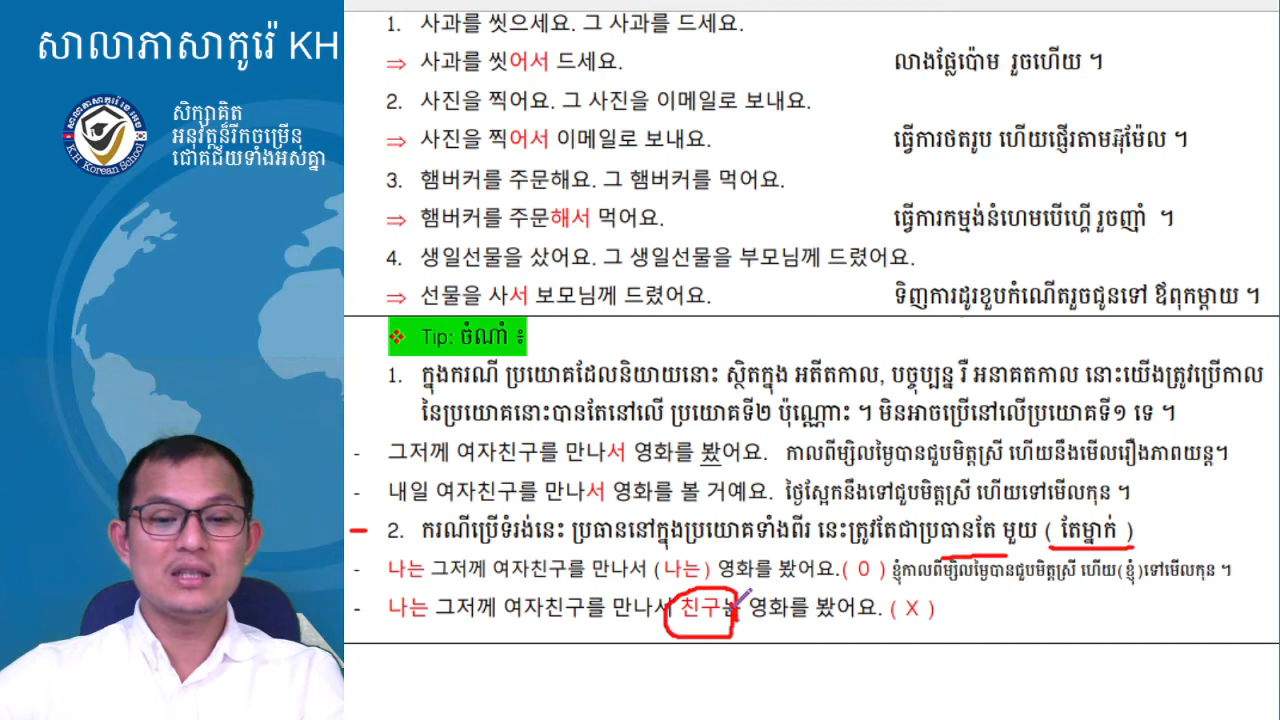 សាលាភាសាកូរ៉េ KH
សិក្សាគិត
អនុវត្តន៍រីកចម្រើន
ជោគជ័យទាំងអស់គ្នា
K.H Korean School
1. 사과를 씻으세요. 그 사과를 드세요.
⇒ 사과를 씻어서 드세요. លាងផ្លែប៉ោម រួចហើយ ។
2. 사진을 찍어요. 그 사진을 이메일로 보내요.
⇒ 사진을 찍어서 이메일로 보내요. ធ្វើការថតរូប ហើយផ្ញើរតាមអ៊ុម៉ែល ។
3. 햄버커를 주문해요. 그 햄버커를 먹어요.
⇒ 햄버커를 주문해서 먹어요. ធ្វើការកម្មង់នំហេមបើហ្គើ រួចញ៉ាំ ។
4. 생일선물을 샀어요. 그 생일선물을 부모님께 드렸어요.
⇒ 선물을 사서 보모님께 드렸어요. ទិញការដូរខួបកំណើតរួចជូនទៅ ឪពុកម្តាយ ។
❖ Tip: ចំណាំ ៖
1. ក្នុងករណី ប្រយោគដែលនិយាយនោះ ស្ថិតក្នុង អតីតកាល, បច្ចុប្បន្ន រឺ អនាគតកាល នោះយើងត្រូវប្រើកាល
នៃប្រយោគនោះបានតែនៅលើ ប្រយោគទី២ ប៉ុណ្ណោះ ។ មិនអាចប្រើនៅលើប្រយោគទី១ ទេ ។
- 그저께 여자친구를 만나서 영화를 봤어요. កាលពីម្សិលម្ងៃបានជួបមិត្តស្រី ហើយនឹងមើលរឿងភាពយន្ត។
- 내일 여자친구를 만나서 영화를 볼 거예요. ថ្ងៃស្អែកនឹងទៅជួបមិត្តស្រី ហើយទៅមើលកុន ។
2. ករណីប្រើទំរង់នេះ ប្រធាននៅក្នុងប្រយោគទាំងពីរ នេះត្រូវតែជាប្រធានតែ មួយ ( តែម្នាក់ )
- 나는 그저께 여자친구를 만나서 (나는) 영화를 봤어요.( O ) ខ្ញុំកាលពីម្សិលម្ងៃបានជួបមិត្តស្រី ហើយ(ខ្ញុំ)ទៅមើលកុន ។
- 나는 그저께 여자친구를 만나서 친구는 영화를 봤어요. ( X )